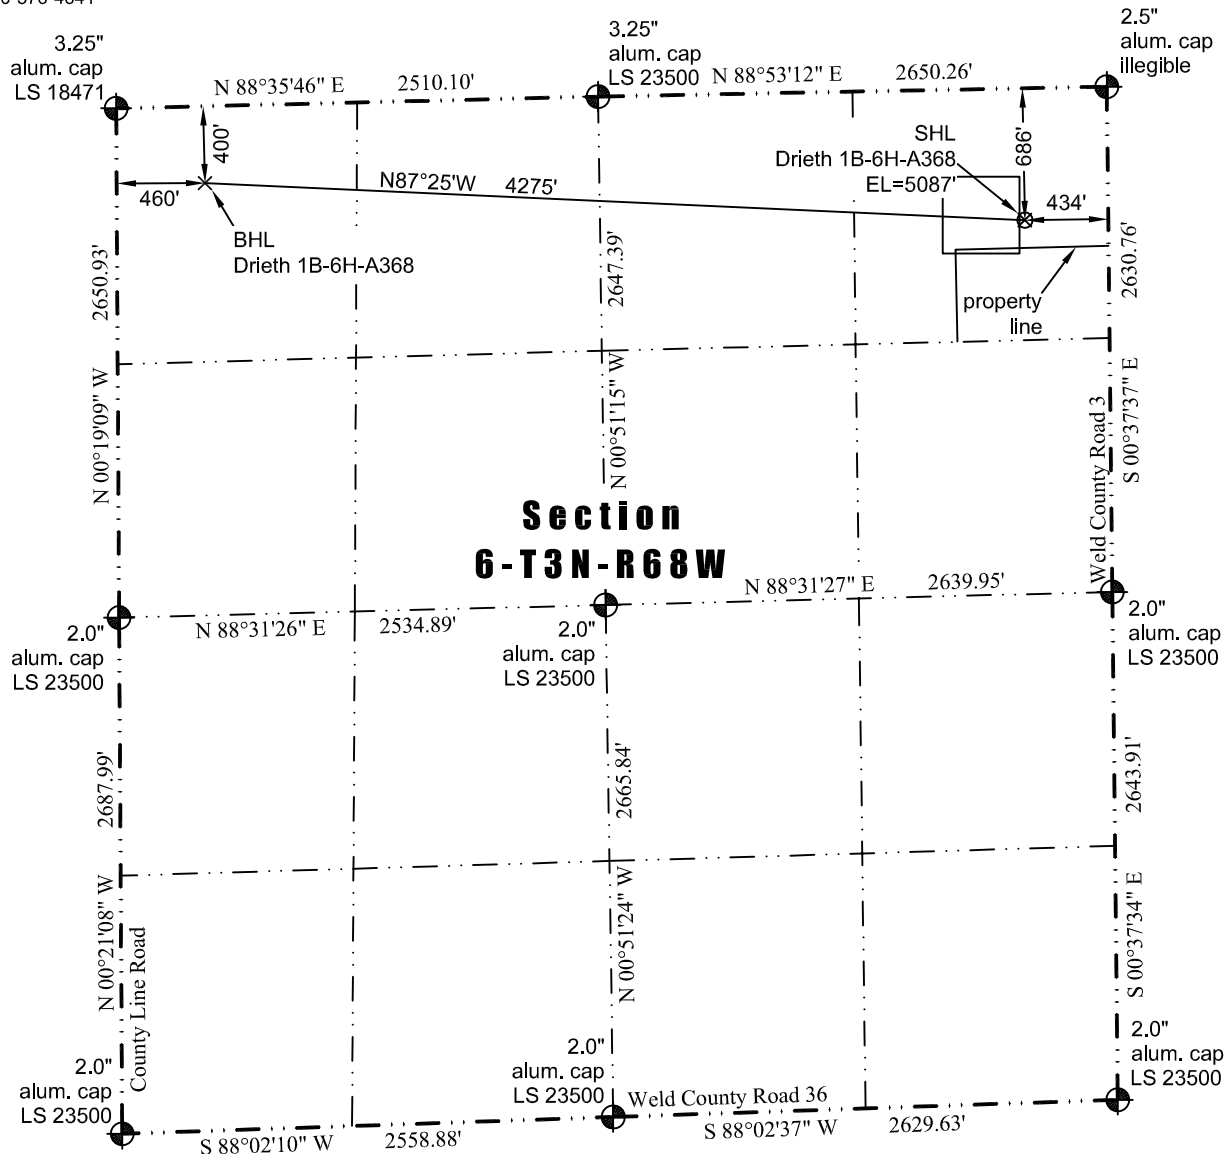 3.25"
alum. cap
LS 18471
N 88°35'46" E
2510.10'
3.25"
alum. cap
LS 23500
N 88°53'12" E
2650.26'
2.5"
alum. cap
illegible
400'
460'
BHL
Drieth 1B-6H-A368
N87°25'W
4275'
SHL
Drieth 1B-6H-A368
EL=5087'
686'
434'
property
line
2650.93'
N 00°19'09" W
2647.39'
N 00°51'15" W
2630.76'
S 00°37'37" E
Weld County Road 3
Section
6-T3N-R68W
N 88°31'26" E
2534.89'
N 88°31'27" E
2639.95'
2.0"
alum. cap
LS 23500
2.0"
alum. cap
LS 23500
2.0"
alum. cap
LS 23500
2687.99'
N 00°21'08" W
County Line Road
2665.84'
N 00°51'24" W
2643.91'
S 00°37'34" E
2.0"
alum. cap
LS 23500
2.0"
alum. cap
LS 23500
2.0"
alum. cap
LS 23500
Weld County Road 36
S 88°02'10" W
2558.88'
S 88°02'37" W
2629.63'